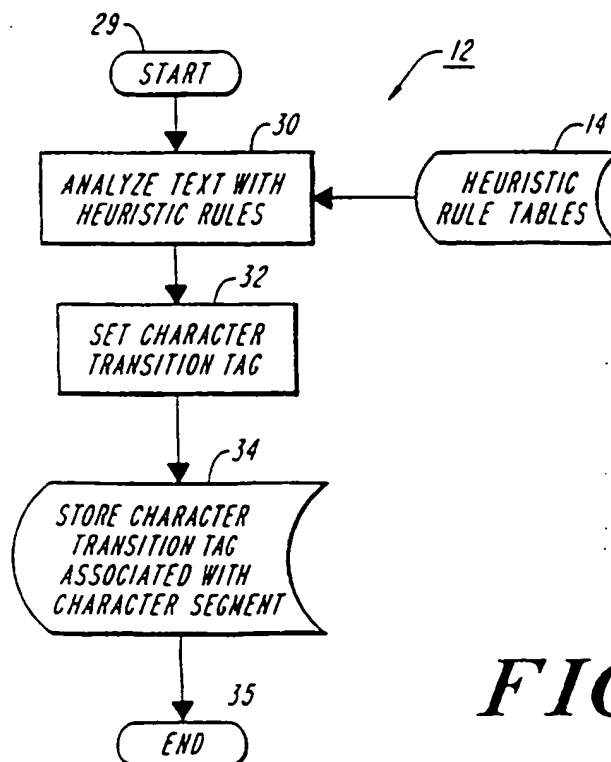 29
START
12
30
14
ANALYZE TEXT WITH
HEURISTIC RULES
HEURISTIC
RULE TABLES
32
SET CHARACTER
TRANSITION TAG
34
STORE CHARACTER
TRANSITION TAG
ASSOCIATED WITH
CHARACTER SEGMENT
35
END